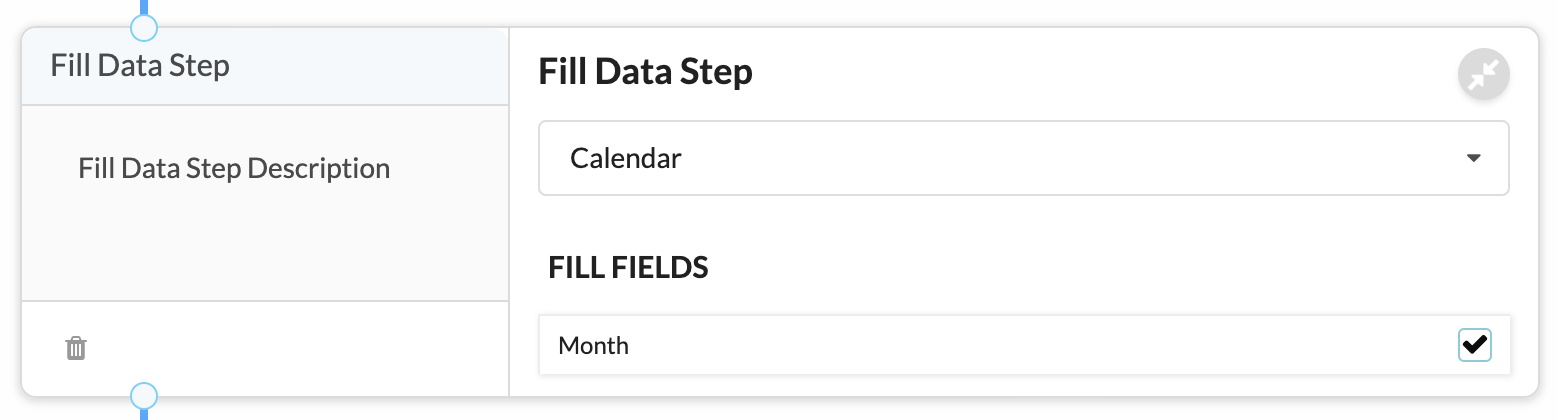 Fill Data Step
Fill Data Step Description
Fill Data Step
Calendar
FILL FIELDS
Month